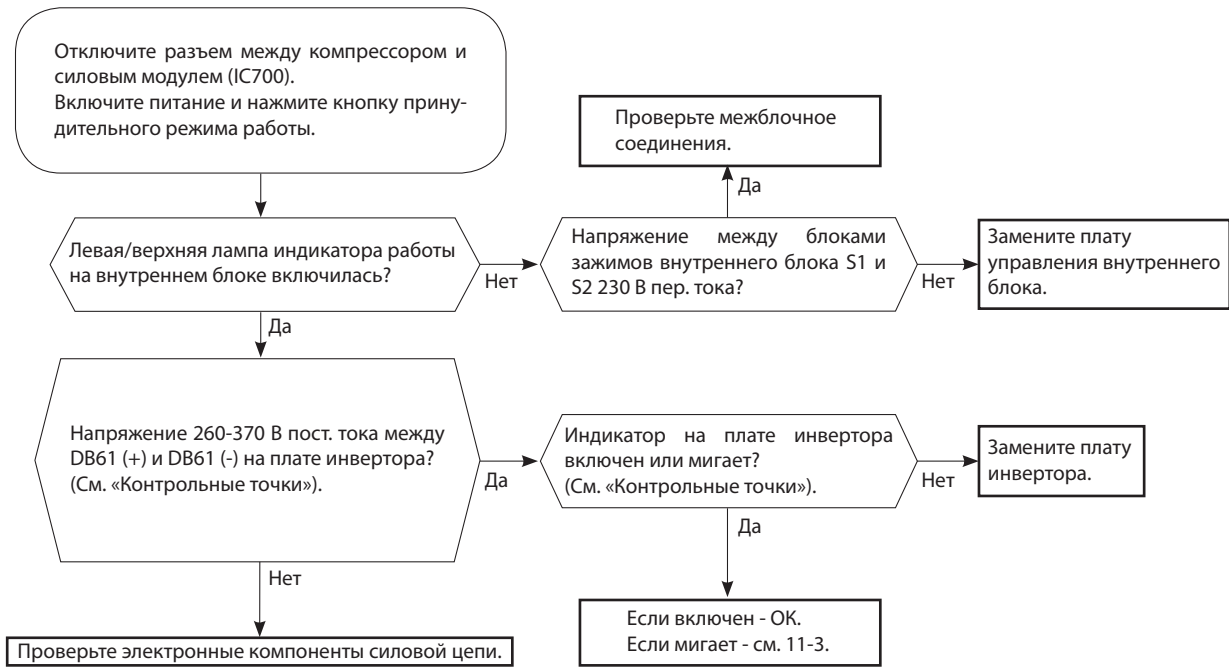 Отключите разъем между компрессором и
силовым модулем (IC700).
Включите питание и нажмите кнопку прину-
дительного режима работы.
Проверьте межблочное
соединения.
Да
Левая/верхняя лампа индикатора работы
на внутреннем блоке включилась?
Нет
Напряжение между блоками
зажимов внутреннего блока S1 и
S2 230 В пер. тока?
Нет
Замените плату
управления внутреннего
блока.
Да
Напряжение 260-370 В пост. тока между
DB61 (+) и DB61 (-) на плате инвертора?
(См. «Контрольные точки»).
Да
Индикатор на плате инвертора
включен или мигает?
(См. «Контрольные точки»).
Нет
Замените плату
инвертора.
Да
Нет
Если включен - OK.
Если мигает - см. 11-3.
Проверьте электронные компоненты силовой цепи.